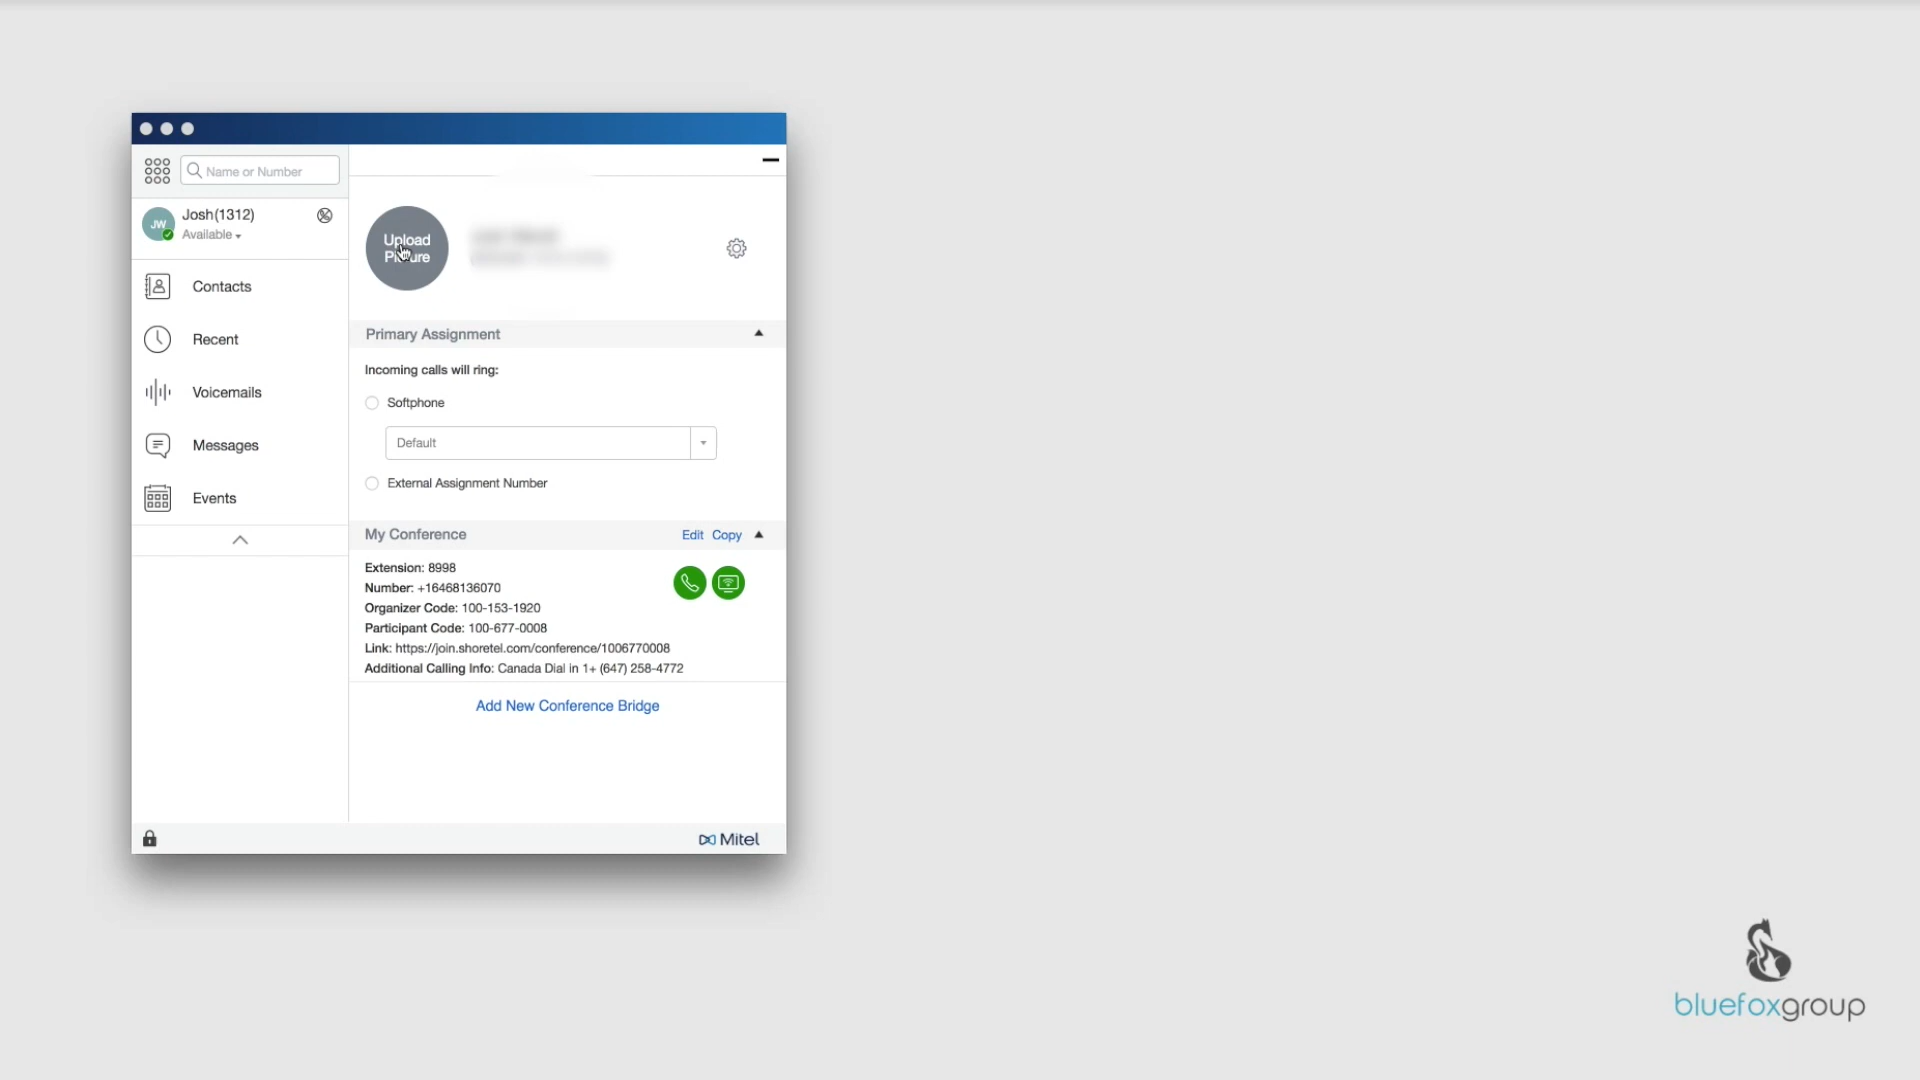 Name or Number
JW
Josh(1312)
Available
Contacts
Recent
Voicemails
Messages
Events
Upload
Picture
Primary Assignment
Incoming calls will ring:
Softphone
Default
External Assignment Number
My Conference
Edit Copy
Extension: 8998
Number: +16468136070
Organizer Code: 100-153-1920
Participant Code: 100-677-0008
Link: https://join.shoretel.com/conference/1006770008
Additional Calling Info: Canada Dial in 1+ (647) 258-4772
Add New Conference Bridge
Mitel
bluefoxgroup